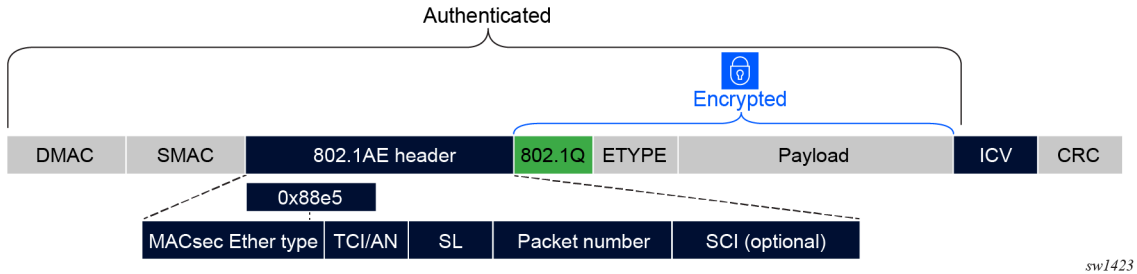 Authenticated
Encrypted
DMAC SMAC 802.1AE header 802.1Q ETYPE Payload ICV CRC
0x88e5
MACsec Ether type TCI/AN SL Packet number SCI (optional)
sw1423